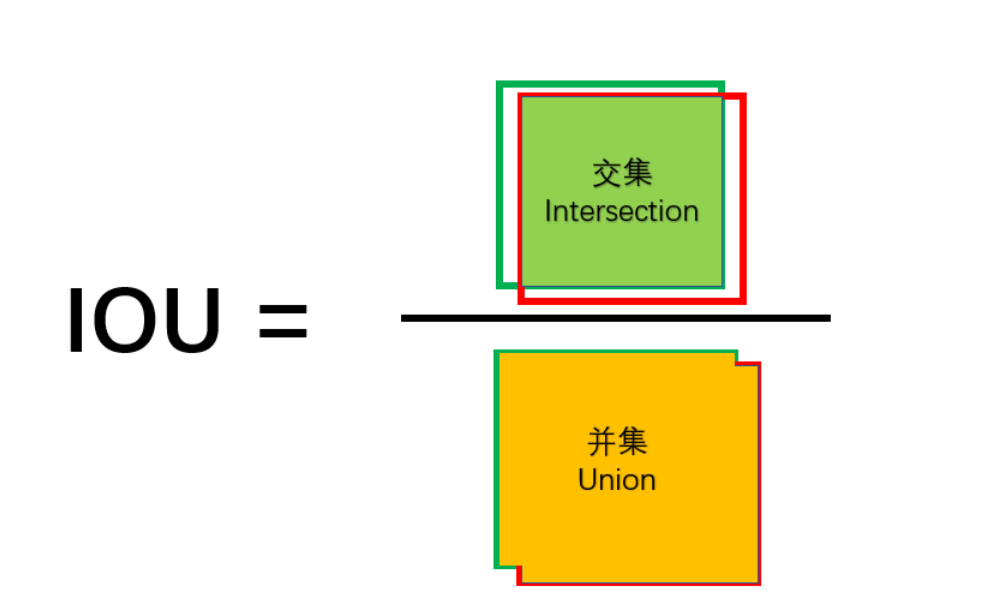 交集
Intersection
IOU =
并集
Union